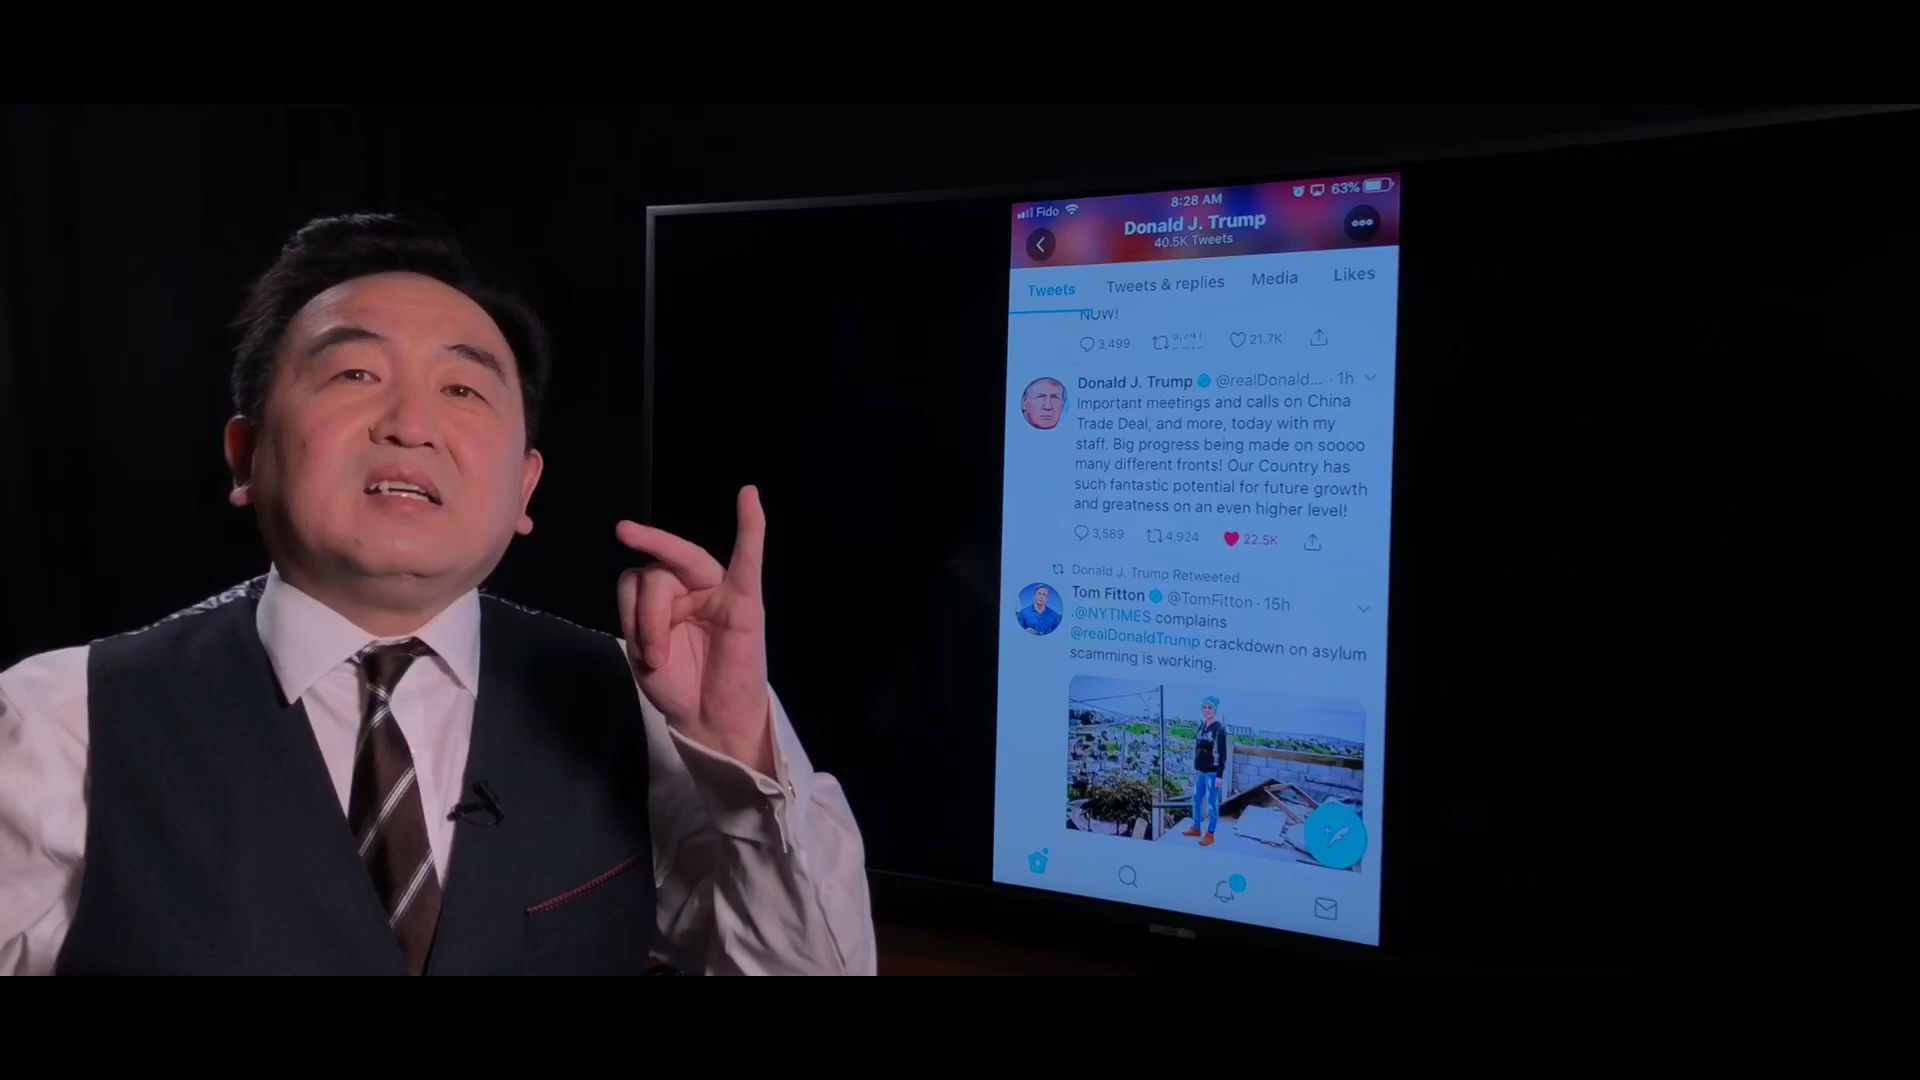 Fido
8:28 AM
63%
Donald J. Trump
40.5K Tweets
Tweets
Tweets & replies
Media
Likes
NOW!
3,499
21.7K
Donald J. Trump @realDonald... · 1h
Important meetings and calls on China
Trade Deal, and more, today with my
staff. Big progress being made on soooo
many different fronts! Our Country has
such fantastic potential for future growth
and greatness on an even higher level!
3,589
4,924
22.5K
Donald J. Trump Retweeted
Tom Fitton @TomFitton · 15h
.@NYTIMES complains
@realDonaldTrump crackdown on asylum
scamming is working.